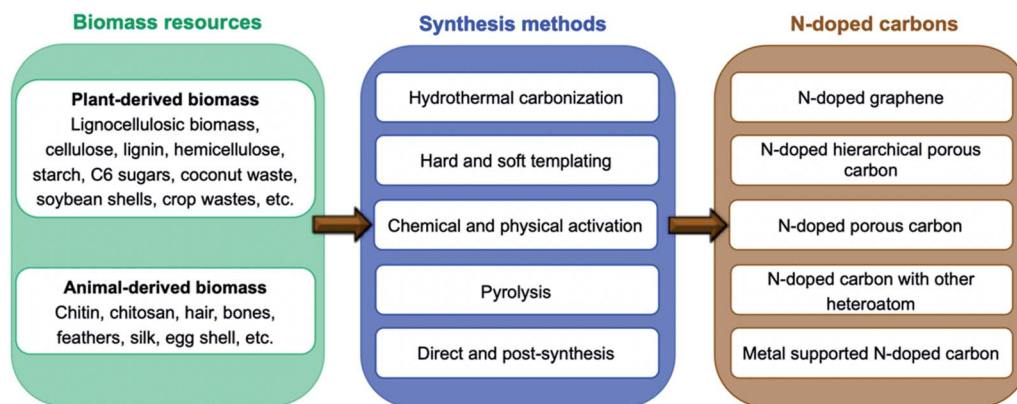 Biomass resources
Plant-derived biomass
Lignocellulosic biomass,
cellulose, lignin, hemicellulose,
starch, C6 sugars, coconut waste,
soybean shells, crop wastes, etc.
Animal-derived biomass
Chitin, chitosan, hair, bones,
feathers, silk, egg shell, etc.
Synthesis methods
Hydrothermal carbonization
Hard and soft templating
Chemical and physical activation
Pyrolysis
Direct and post-synthesis
N-doped carbons
N-doped graphene
N-doped hierarchical porous
carbon
N-doped porous carbon
N-doped carbon with other
heteroatom
Metal supported N-doped carbon